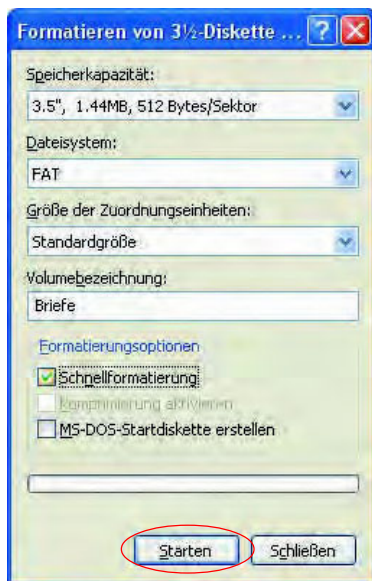 Formatieren von 3½-Diskette ...
Speicherkapazität:
3.5", 1.44MB, 512 Bytes/Sektor
Dateisystem:
FAT
Größe der Zuordnungseinheiten:
Standardgröße
Volumebezeichnung:
Briefe
Formatierungsoptionen
Schnellformatierung
Komprimierung aktivieren
MS-DOS-Startdiskette erstellen
Starten
Schließen